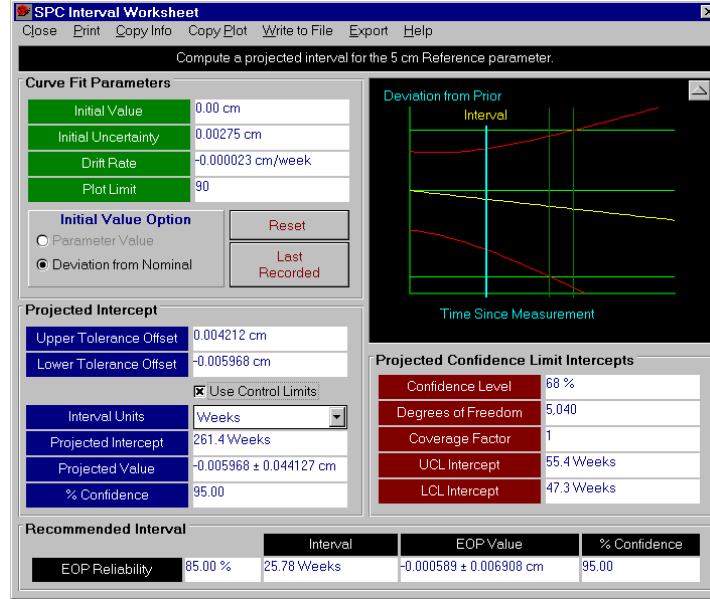 SPC Interval Worksheet
Close Print Copy Info Copy Plot Write to File Export Help
Compute a projected interval for the 5 cm Reference parameter.
Curve Fit Parameters
Initial Value 0.00 cm
Initial Uncertainty 0.00275 cm
Drift Rate -0.000023 cm/week
Plot Limit 90
Initial Value Option
Parameter Value
Deviation from Nominal
Reset
Last
Recorded
Deviation from Prior
Interval
Time Since Measurement
Projected Intercept
Upper Tolerance Offset 0.004212 cm
Lower Tolerance Offset -0.005968 cm
Use Control Limits
Interval Units Weeks
Projected Intercept 261.4 Weeks
Projected Value -0.005968 ± 0.044127 cm
% Confidence 95.00
Projected Confidence Limit Intercepts
Confidence Level 68 %
Degrees of Freedom 5,040
Coverage Factor 1
UCL Intercept 55.4 Weeks
LCL Intercept 47.3 Weeks
Recommended Interval
Interval EOP Value % Confidence
EOP Reliability 85.00 % 25.78 Weeks -0.000589 ± 0.006908 cm 95.00